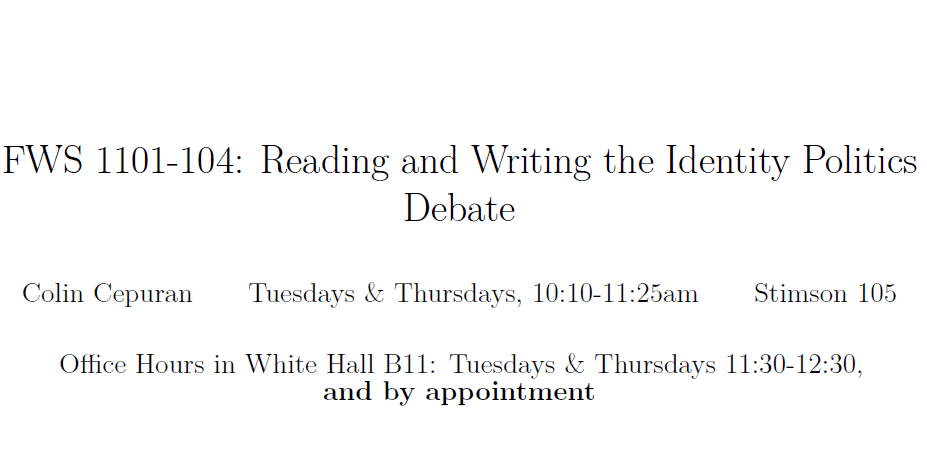 FWS 1101-104: Reading and Writing the Identity Politics
Debate
Colin Cepuran Tuesdays & Thursdays, 10:10-11:25am Stimson 105
Office Hours in White Hall B11: Tuesdays & Thursdays 11:30-12:30,
and by appointment